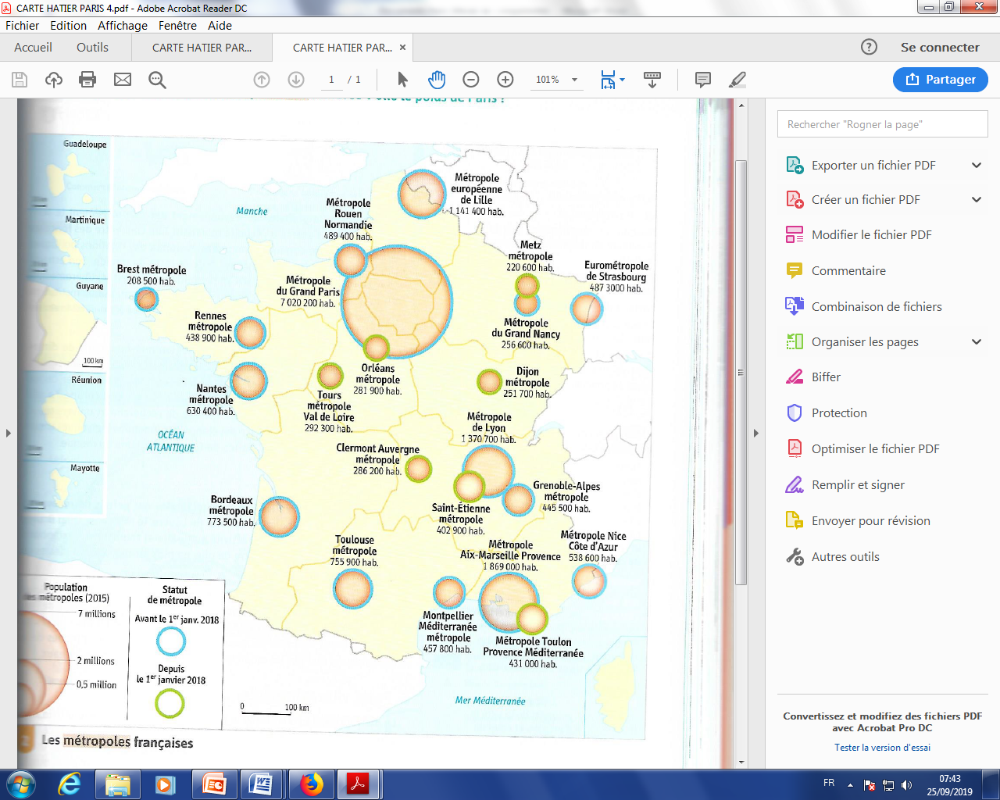 CARTE HATIER PARIS 4.pdf - Adobe Acrobat Reader DC
Fichier Edition Affichage Fenêtre Aide
Accueil Outils CARTE HATIER PAR... CARTE HATIER PAR... ×
1 / 1 101%
Se connecter
Partager
le poids de Paris ?
Guadeloupe
Martinique
Guyane
100 km
Réunion
Mayotte
Manche
OCÉAN
ATLANTIQUE
Mer Méditerranée
Métropole
européenne
de Lille
1 141 400 hab.
Métropole
Rouen
Normandie
489 400 hab.
Metz
métropole
220 600 hab.
Eurométropole
de Strasbourg
487 3000 hab.
Brest métropole
208 500 hab.
Métropole
du Grand Paris
7 020 200 hab.
Rennes
métropole
438 900 hab.
Métropole
du Grand Nancy
256 600 hab.
Orléans
métropole
281 900 hab.
Dijon
métropole
251 700 hab.
Nantes
métropole
630 400 hab.
Tours
métropole
Val de Loire
292 300 hab.
Métropole
de Lyon
1 370 700 hab.
Clermont Auvergne
métropole
286 200 hab.
Grenoble-Alpes
métropole
445 500 hab.
Saint-Étienne
métropole
402 900 hab.
Bordeaux
métropole
773 500 hab.
Toulouse
métropole
755 900 hab.
Métropole
Aix-Marseille Provence
1 869 000 hab.
Métropole Nice
Côte d'Azur
538 600 hab.
Montpellier
Méditerranée
métropole
457 800 hab.
Métropole Toulon
Provence Méditerranée
431 000 hab.
Population
métropoles (2015)
7 millions
2 millions
0,5 million
Statut
de métropole
Avant le 1er janv. 2018
Depuis
le 1er janvier 2018
0 100 km
Les métropoles françaises
Rechercher "Rogner la page"
Exporter un fichier PDF
Créer un fichier PDF
Modifier le fichier PDF
Commentaire
Combinaison de fichiers
Organiser les pages
Biffer
Protection
Optimiser le fichier PDF
Remplir et signer
Envoyer pour révision
Autres outils
Convertissez et modifiez des fichiers PDF
avec Acrobat Pro DC
Tester la version d'essai
FR
07:43
25/09/2019